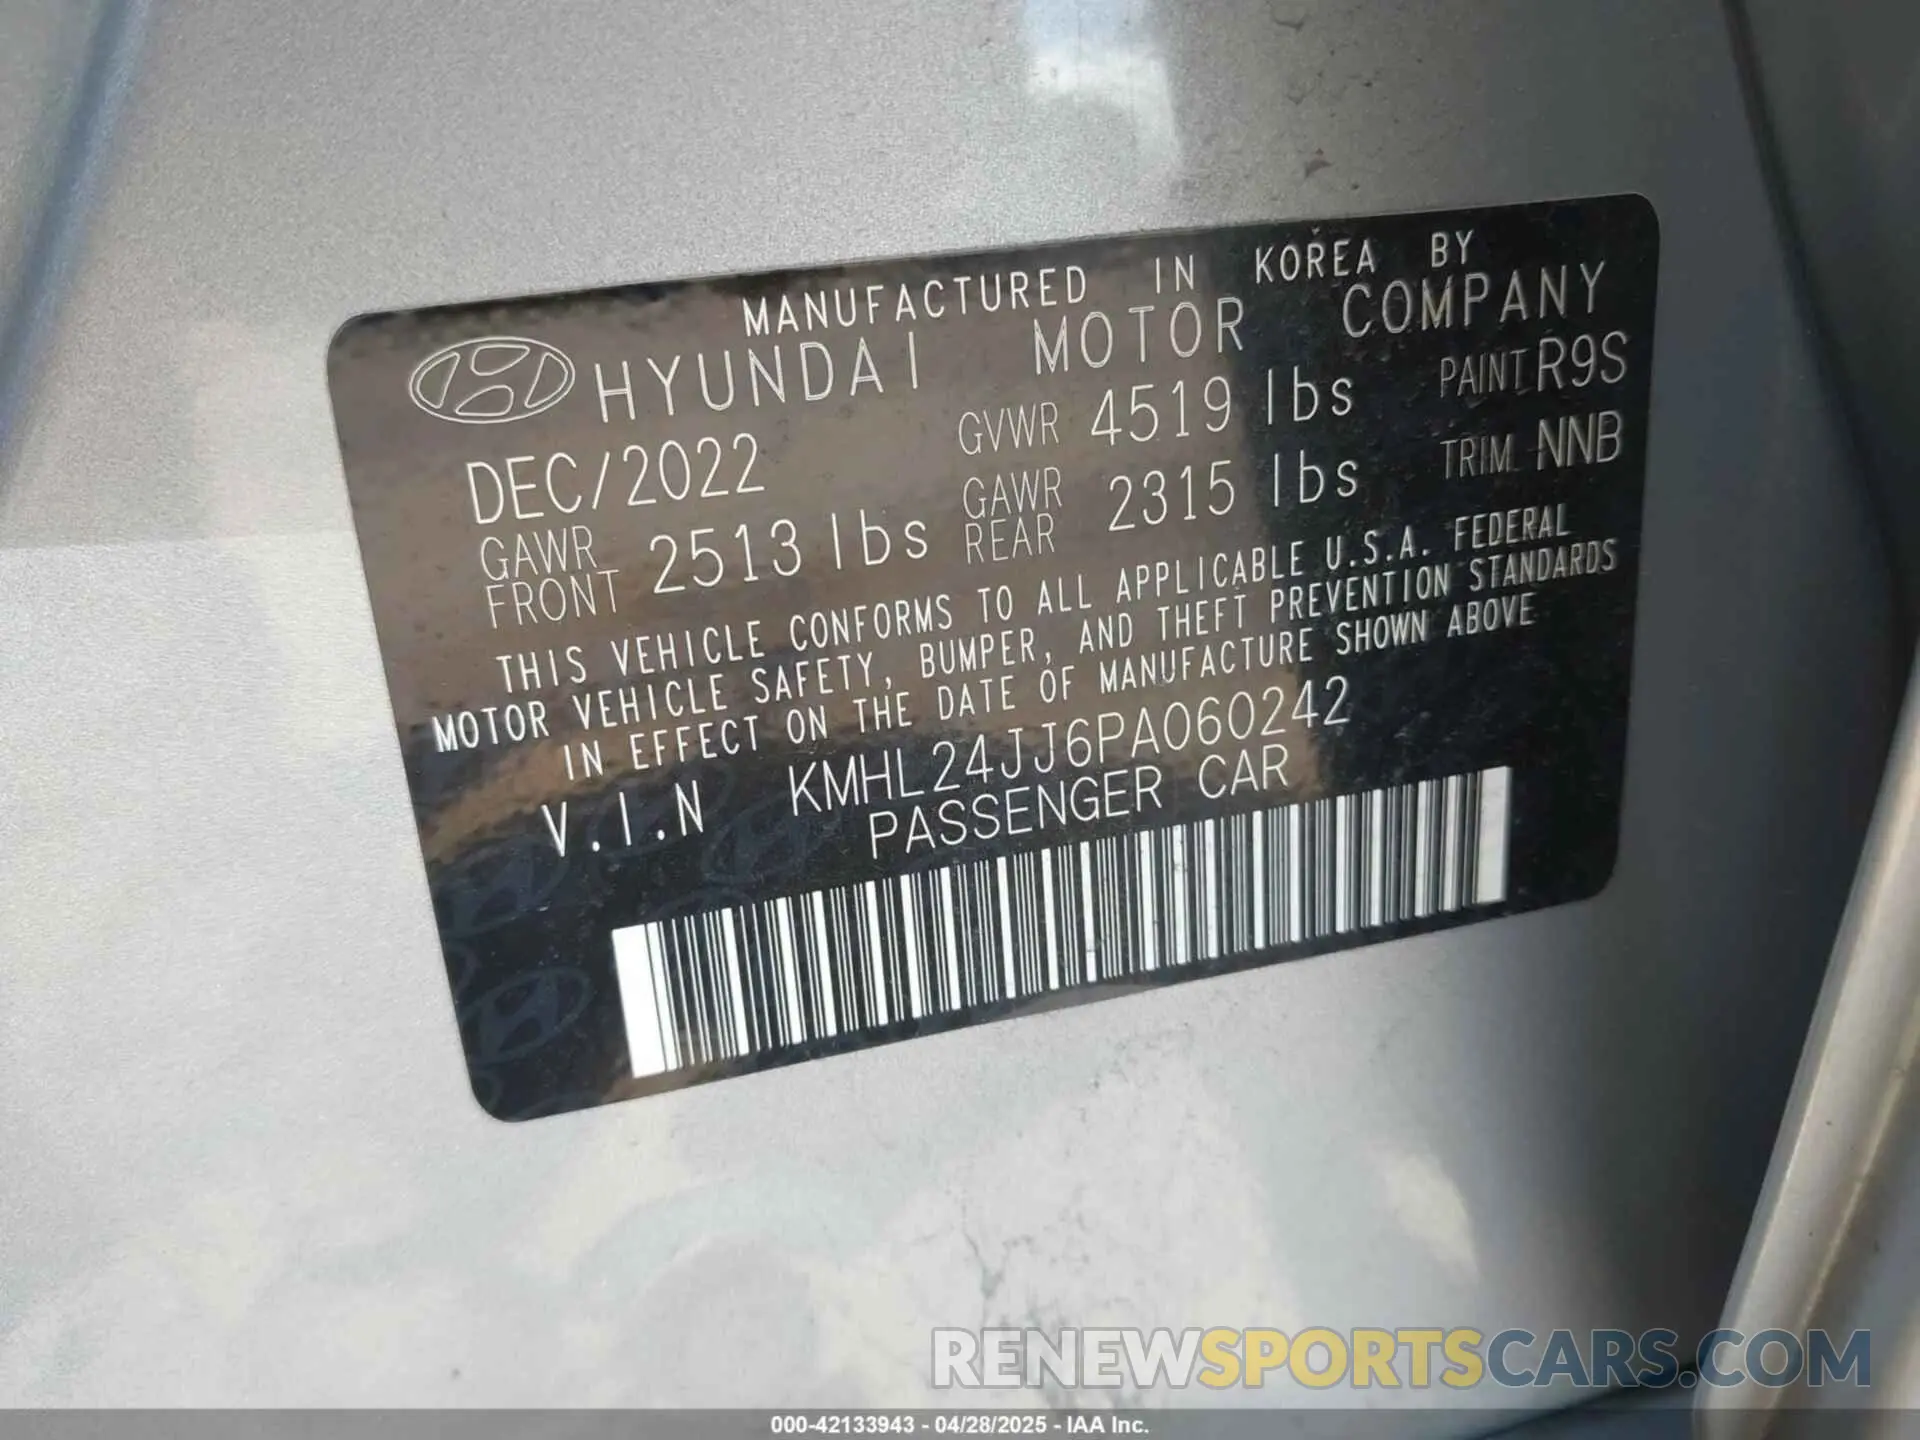 MANUFACTURED IN KOREA BY
HYUNDAI MOTOR COMPANY
DEC/2022 GVWR 4519 lbs PAINT R9S
GAWR FRONT 2513 lbs GAWR REAR 2315 lbs TRIM NNB
THIS VEHICLE CONFORMS TO ALL APPLICABLE U.S.A. FEDERAL
MOTOR VEHICLE SAFETY, BUMPER, AND THEFT PREVENTION STANDARDS
IN EFFECT ON THE DATE OF MANUFACTURE SHOWN ABOVE
V.I.N KMHL24JJ6PA060242
PASSENGER CAR
RENEWSPORTSCARS.COM
000-42133943 - 04/28/2025 - IAA Inc.